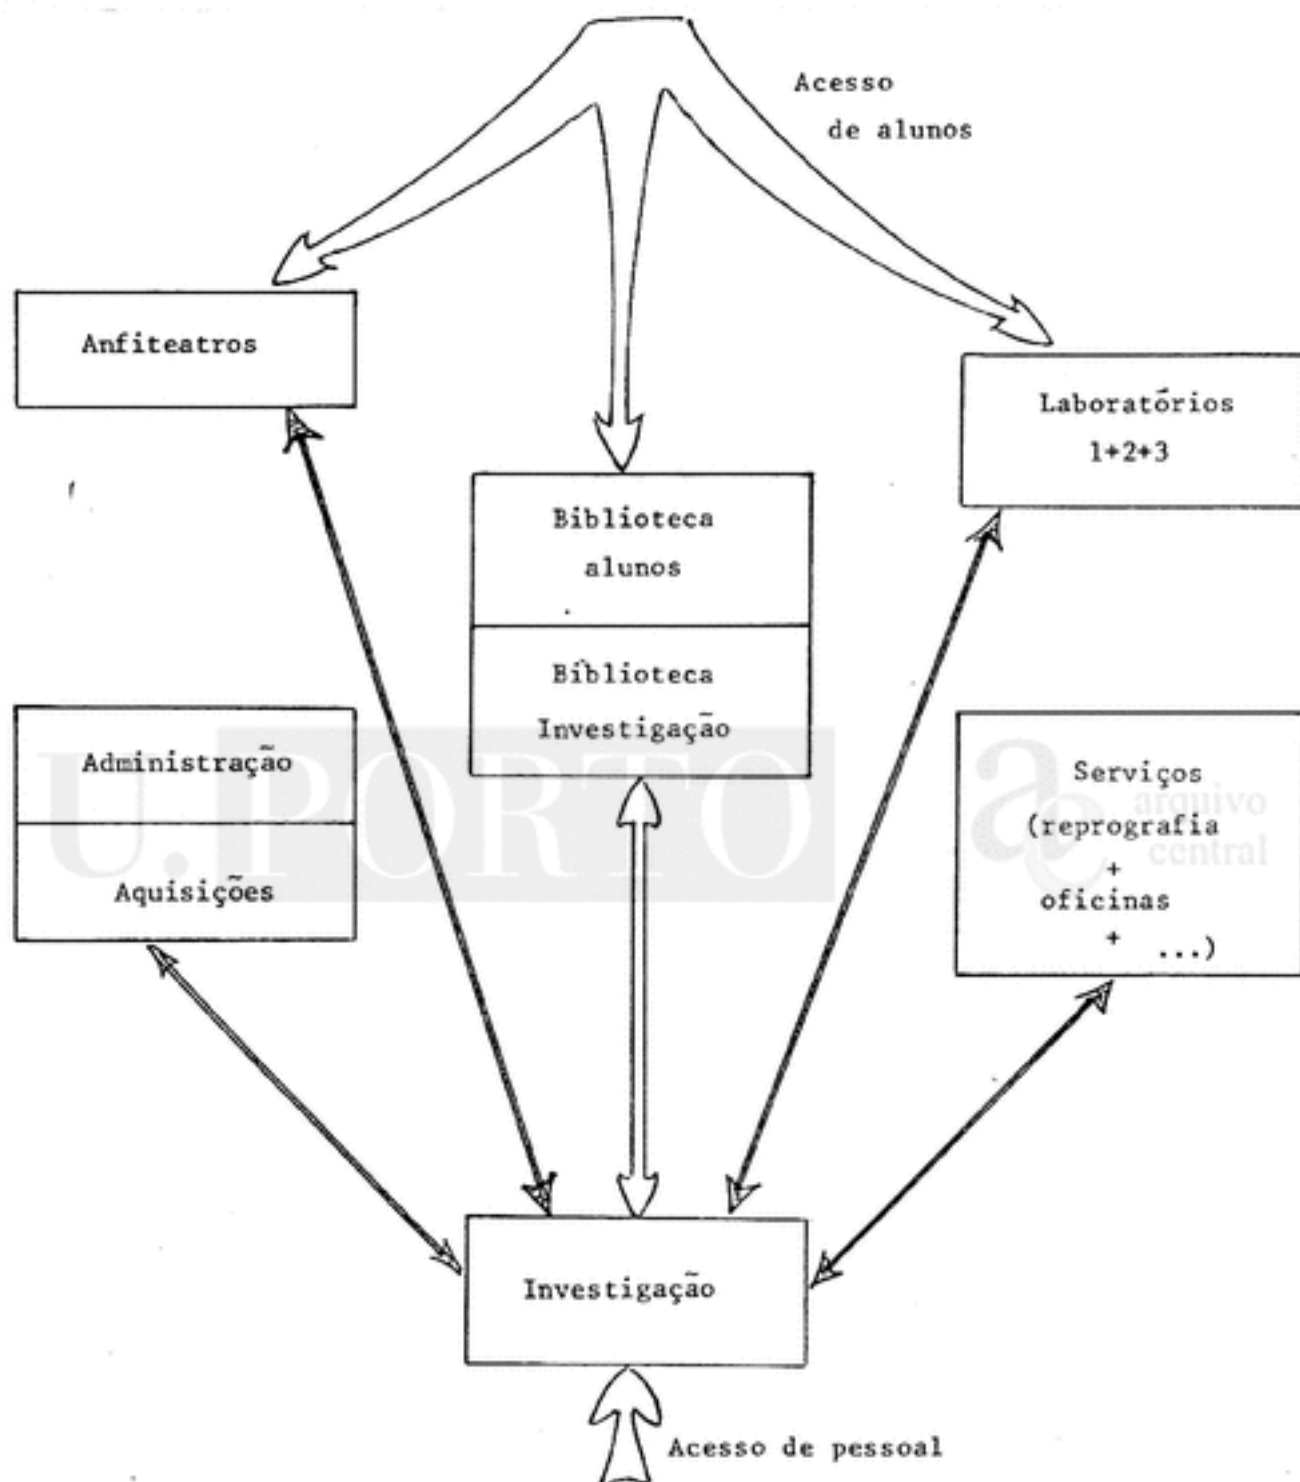 Acesso
de alunos
Anfiteatros
Laboratórios
1+2+3
Biblioteca
alunos
Biblioteca
Investigação
Administração
Aquisições
Serviços
(reprografia
+
oficinas
+ ...)
U. PORTO
ac arquivo
central
Investigação
Acesso de pessoal